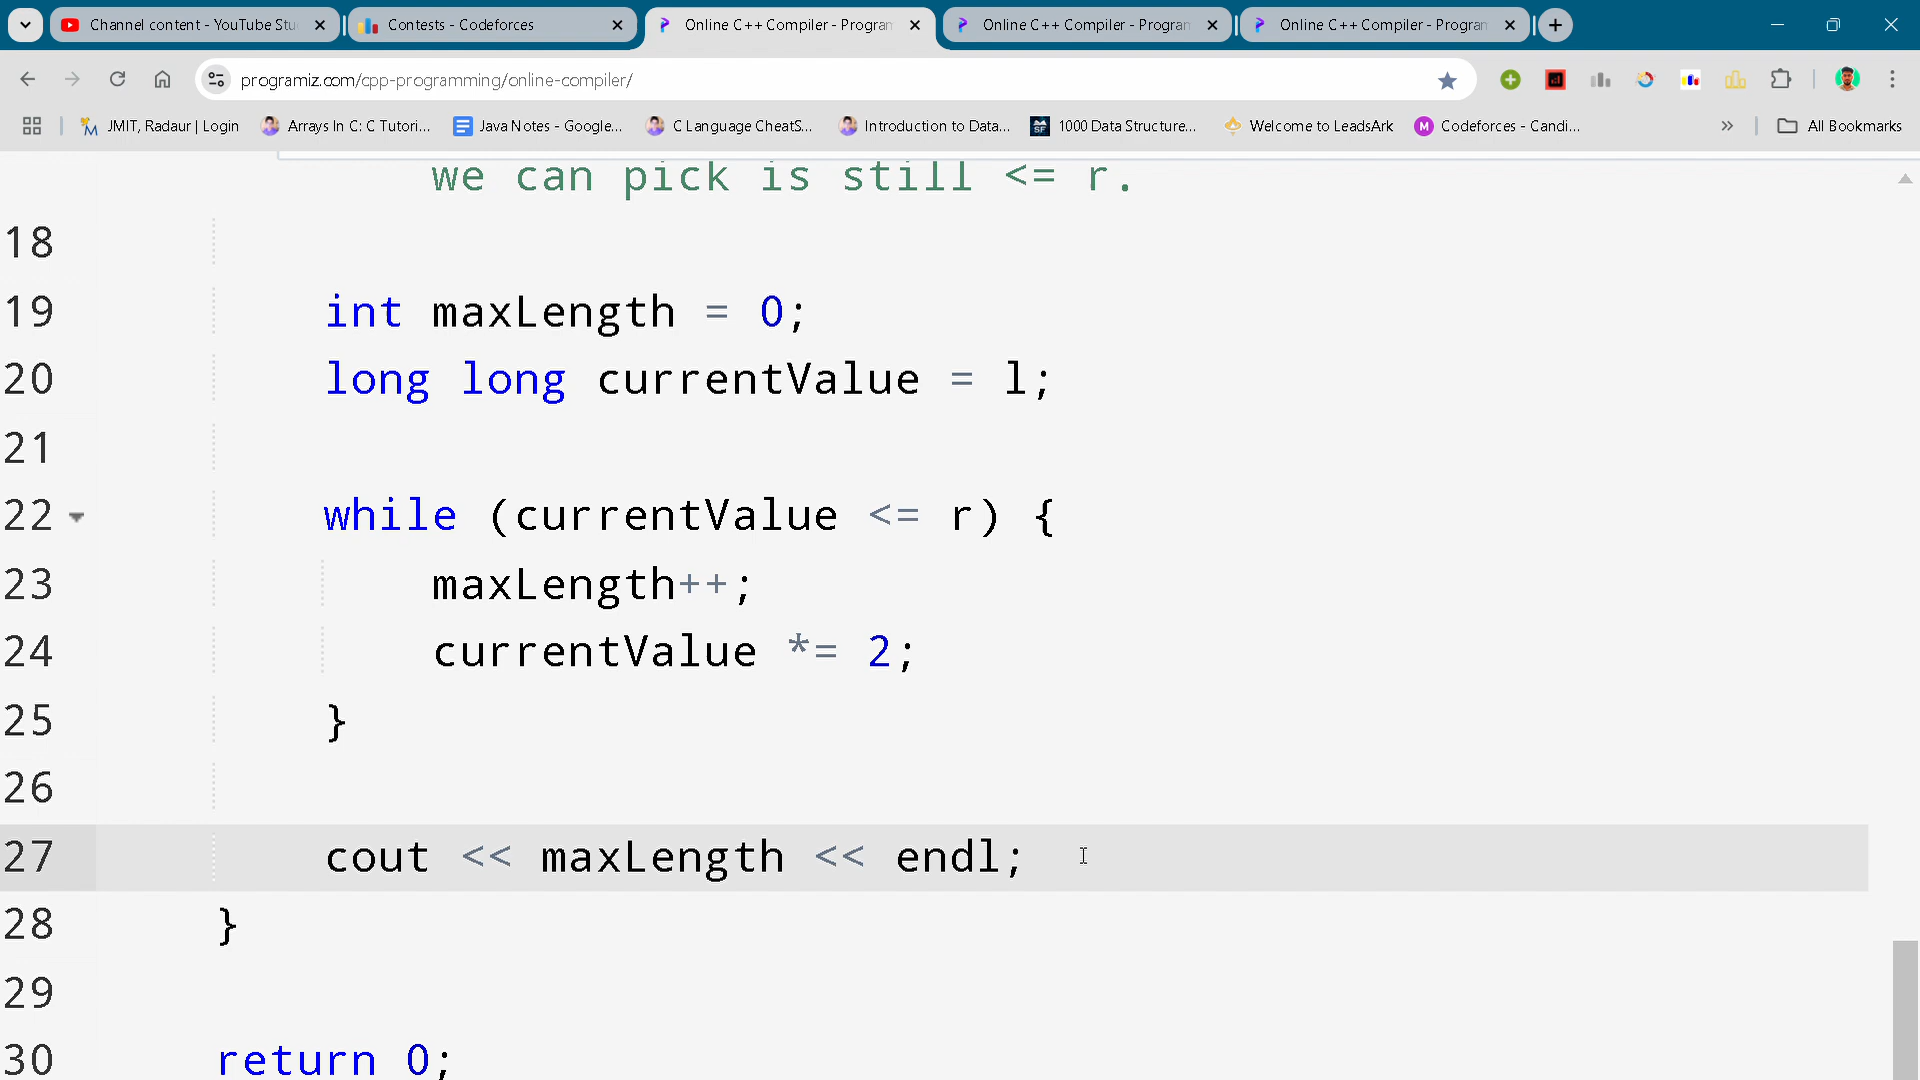 Channel content - YouTube Stu
Contests - Codeforces
Online C++ Compiler - Program
Online C++ Compiler - Program
Online C++ Compiler - Program
programiz.com/cpp-programming/online-compiler/
JMIT, Radaur | Login
Arrays In C: C Tutori...
Java Notes - Google...
C Language CheatS...
Introduction to Data...
1000 Data Structure...
Welcome to LeadsArk
Codeforces - Candi...
All Bookmarks
we can pick is still <= r.
18
19 int maxLength = 0;
20 long long currentValue = l;
21
22 while (currentValue <= r) {
23 maxLength++;
24 currentValue *= 2;
25 }
26
27 cout << maxLength << endl;
28 }
29
30 return 0;